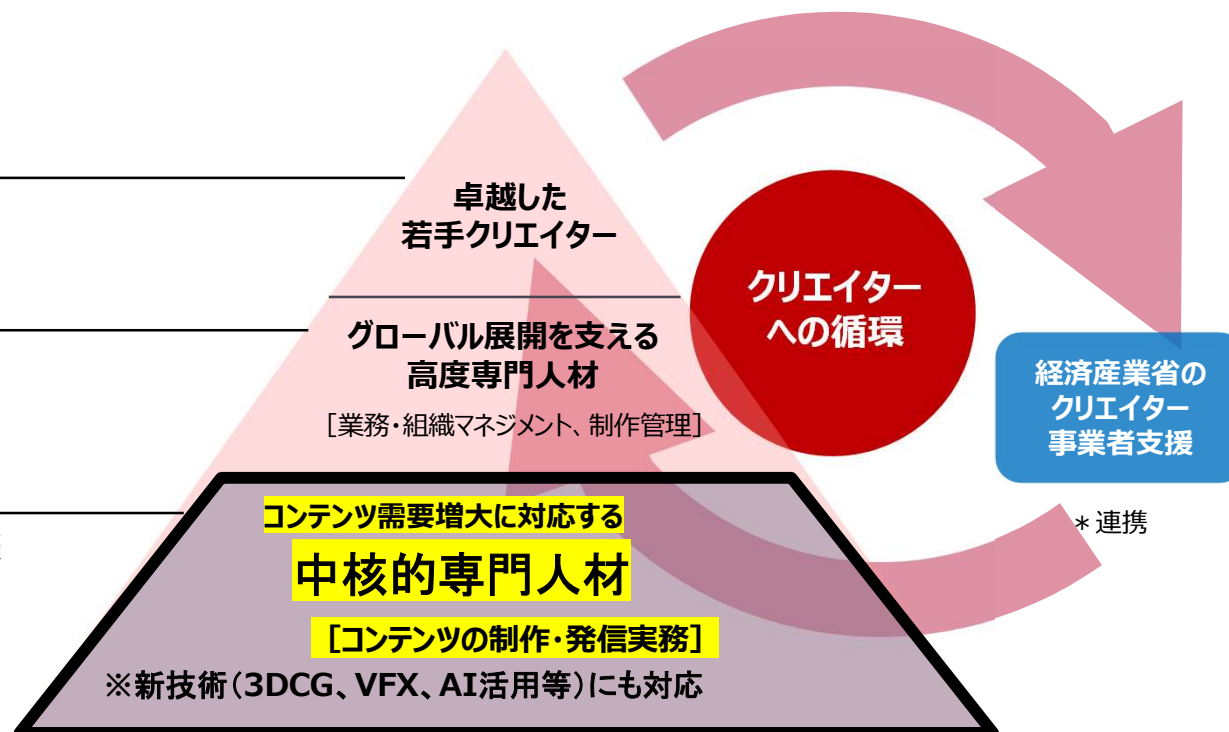 卓越した
若手クリエイター
グローバル展開を支える
高度専門人材
［業務・組織マネジメント、制作管理］
コンテンツ需要増大に対応する
中核的専門人材
［コンテンツの制作・発信実務］
※新技術（3DCG、VFX、AI活用等）にも対応
クリエイター
への循環
経済産業省の
クリエイター
事業者支援
＊連携